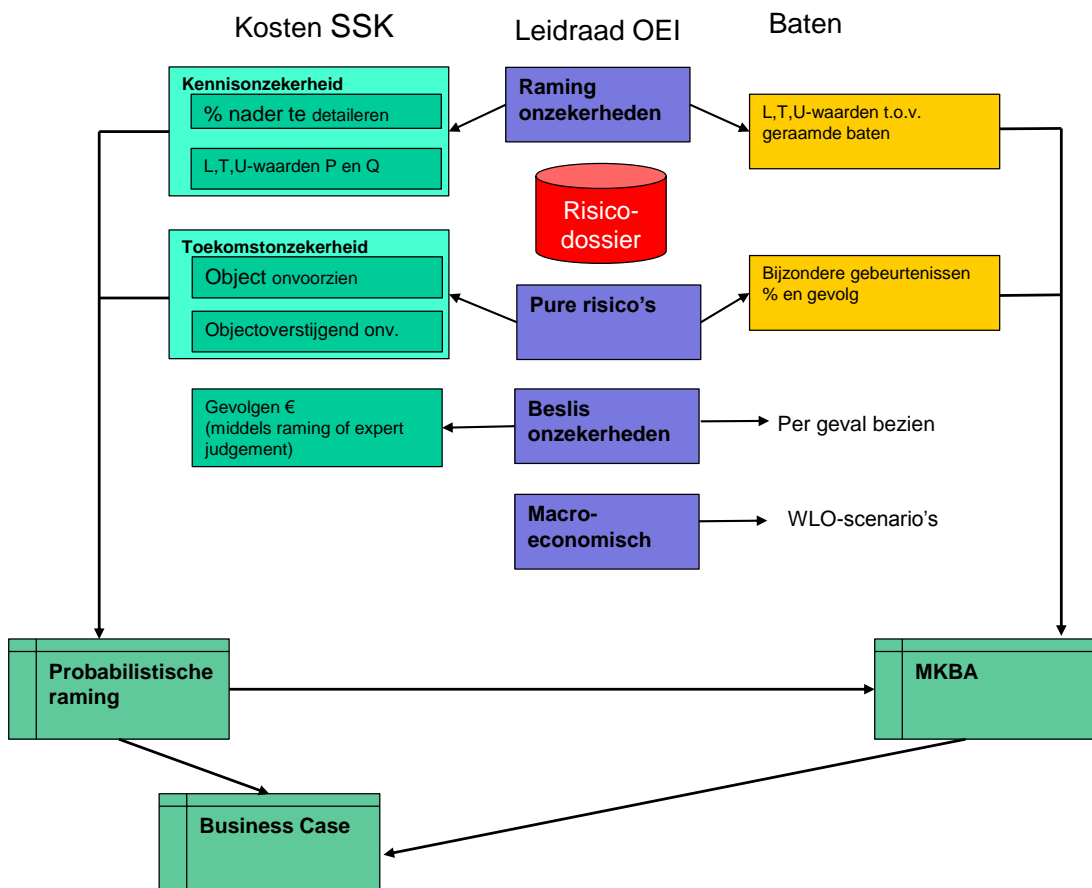 Kosten SSK
Leidraad OEI
Baten
Kennisonzekerheid
% nader te detaileren
L,T,U-waarden P en Q
Raming
onzekerheden
L,T,U-waarden t.o.v.
geraamde baten
Risico-
dossier
Toekomstonzekerheid
Object onvoorzien
Objectoverstijgend onv.
Pure risico's
Bijzondere gebeurtenissen
% en gevolg
Gevolgen €
(middels raming of expert
judgement)
Beslis
onzekerheden
Per geval bezien
Macro-
economisch
WLO-scenario's
Probabilistische
raming
MKBA
Business Case